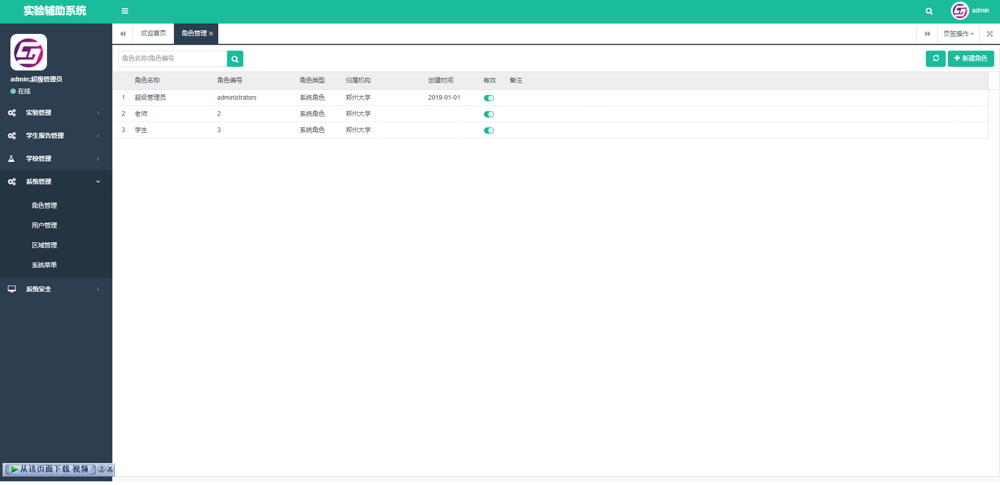 实验辅助系统
admin
admin;超级管理员
在线
实验管理
学生报告管理
学校管理
系统管理
角色管理
用户管理
区域管理
系统菜单
系统安全
欢迎首页 角色管理 页签操作
角色名称/角色编号 新建角色
角色名称 角色编号 角色类型 归属机构 创建时间 有效 备注
1 超级管理员 administrators 系统角色 郑州大学 2019-01-01
2 老师 2 系统角色 郑州大学
3 学生 3 系统角色 郑州大学
从该页面下载 视频 ? X